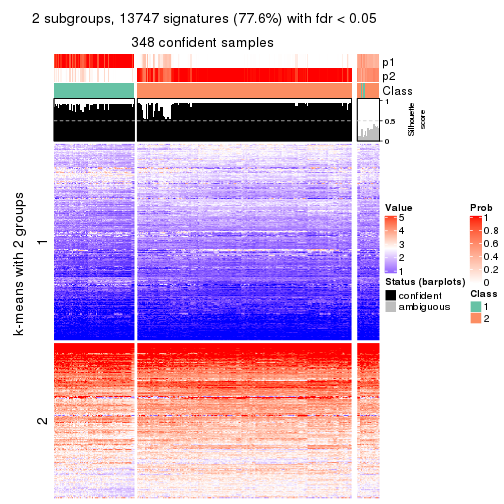 2 subgroups, 13747 signatures (77.6%) with fdr < 0.05
348 confident samples
p1
p2
Class
1
0.5
0
Silhouette
score
k-means with 2 groups
1
2
Value
5
4
3
2
1
Prob
1
0.8
0.6
0.4
0.2
0
Status (barplots)
confident
ambiguous
Class
1
2